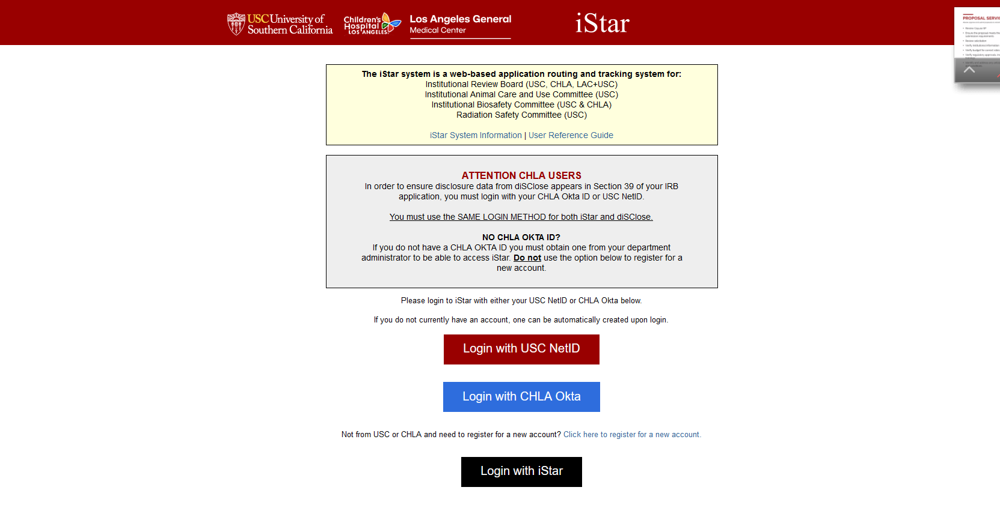 USC University of
Southern California
Children's
Hospital
LOS ANGELES
Los Angeles General
Medical Center
iStar
PROPOSAL SERVIC
• Review solicitation
The iStar system is a web-based application routing and tracking system for:
Institutional Review Board (USC, CHLA, LAC+USC)
Institutional Animal Care and Use Committee (USC)
Institutional Biosafety Committee (USC & CHLA)
Radiation Safety Committee (USC)
iStar System Information | User Reference Guide
ATTENTION CHLA USERS
In order to ensure disclosure data from diSClose appears in Section 39 of your IRB
application, you must login with your CHLA Okta ID or USC NetID.
You must use the SAME LOGIN METHOD for both iStar and diSClose.
NO CHLA OKTA ID?
If you do not have a CHLA OKTA ID you must obtain one from your department
administrator to be able to access iStar. Do not use the option below to register for a
new account.
Please login to iStar with either your USC NetID or CHLA Okta below.
If you do not currently have an account, one can be automatically created upon login.
Login with USC NetID
Login with CHLA Okta
Not from USC or CHLA and need to register for a new account? Click here to register for a new account.
Login with iStar